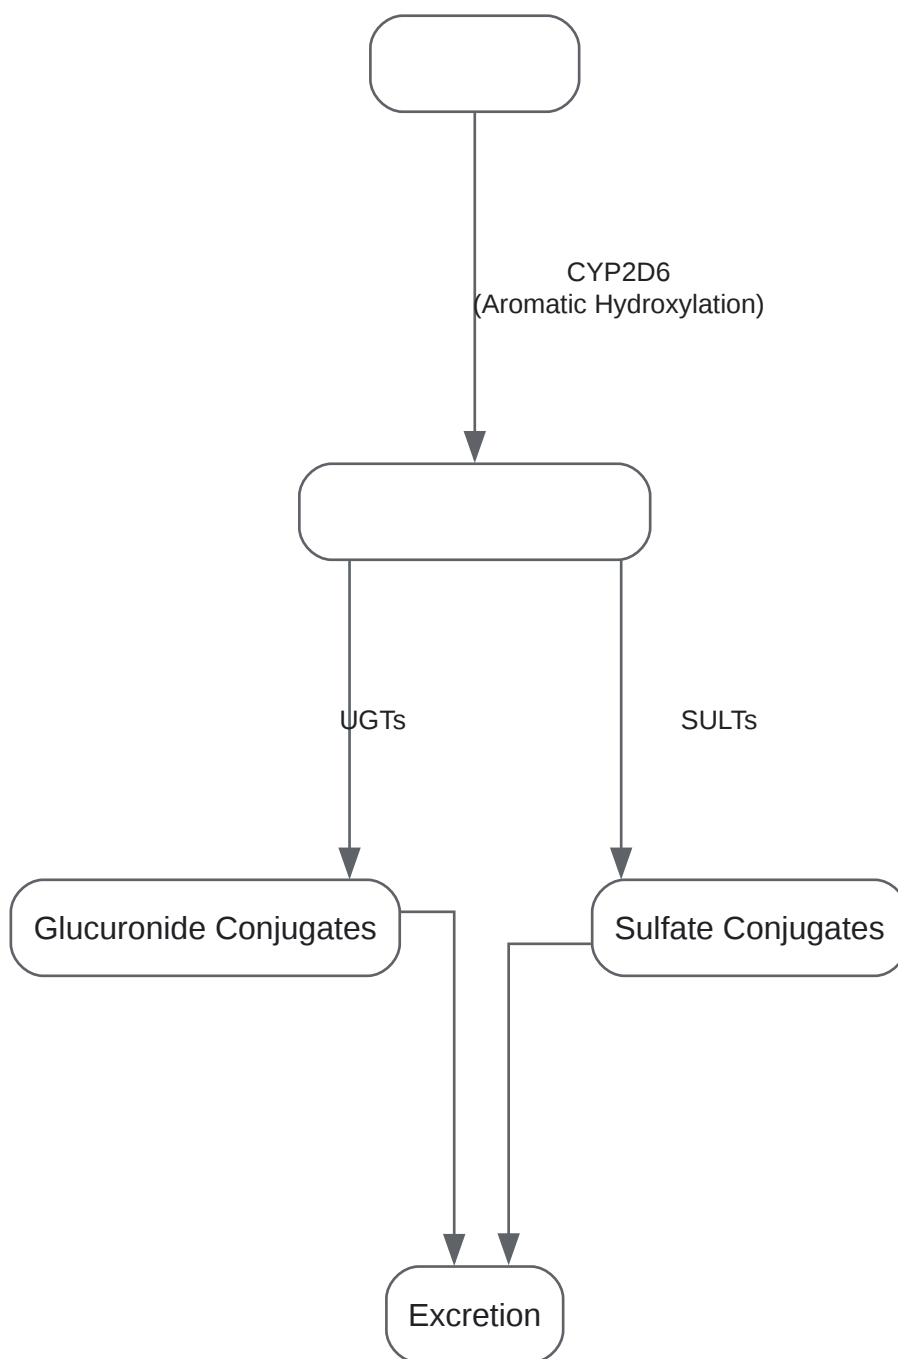 CYP2D6
(Aromatic Hydroxylation)
UGTs
SULTs
Glucuronide Conjugates
Sulfate Conjugates
Excretion